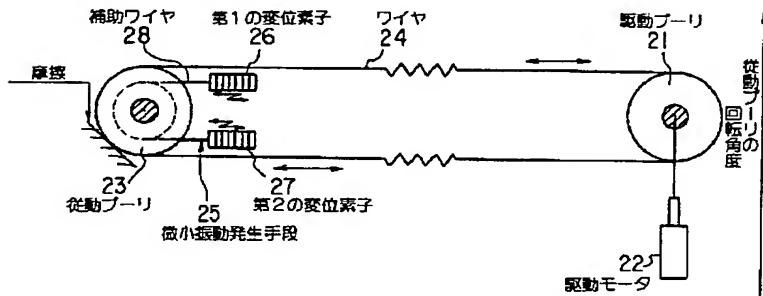 補助ワイヤ
28
第1の変位素子
26
ワイヤ
24
駆動プーリ
21
摩擦
従動プーリの
回転角度
23
従動プーリ
25
微小振動発生手段
27
第2の変位素子
22
駆動モータ